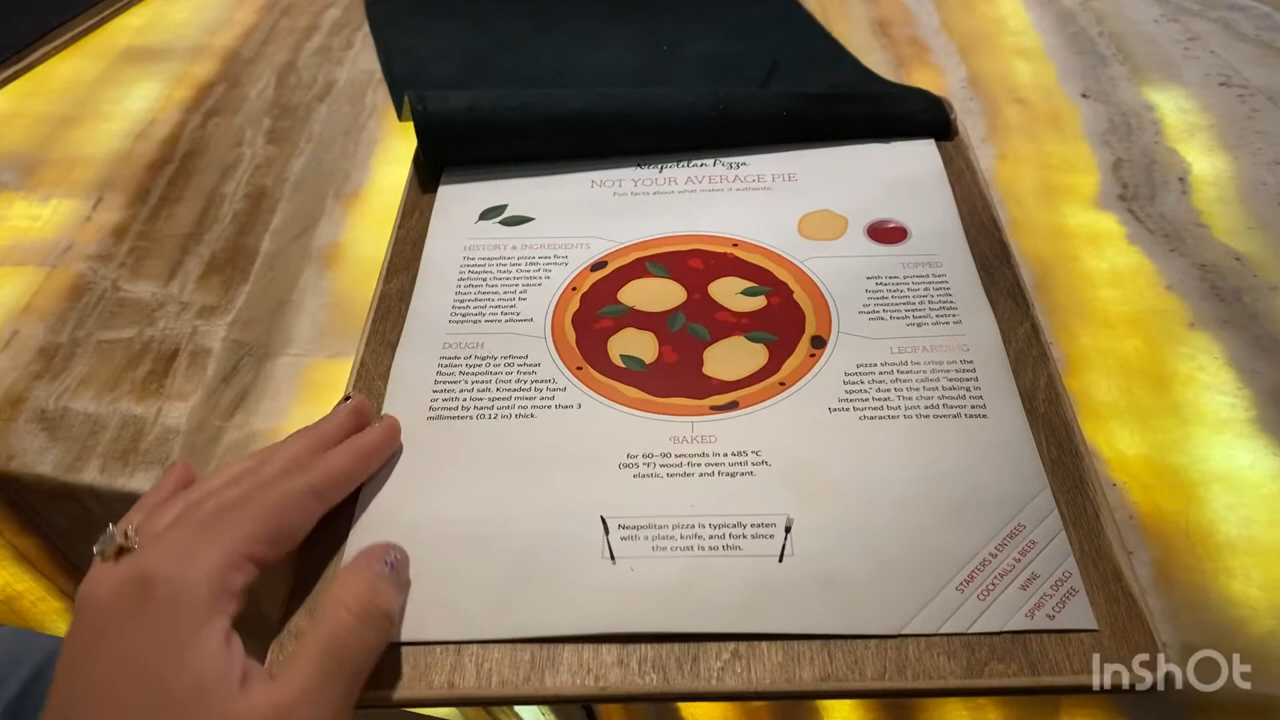 Neapolitan Pizza
NOT YOUR AVERAGE PIE
Fun facts about what makes it authentic.
HISTORY & INGREDIENTS
The neapolitan pizza was first
created in the late 18th century
in Naples, Italy. One of its
defining characteristics is
it often has more sauce
than cheese, and all
ingredients must be
fresh and natural.
Originally no fancy
toppings were allowed.
DOUGH
made of highly refined
Italian type 0 or 00 wheat
flour, Neapolitan or fresh
brewer's yeast (not dry yeast),
water, and salt. Kneaded by hand
or with a low-speed mixer and
formed by hand until no more than 3
millimeters (0.12 in) thick.
TOPPED
with raw, puréed San
Marzano tomatoes
from Italy, fior di latte
made from cow's milk
or mozzarella di Bufala,
made from water buffalo
milk, fresh basil, extra-
virgin olive oil
LEOPARDING
pizza should be crisp on the
bottom and feature dime-sized
black char, often called "leopard
spots," due to the fast baking in
intense heat. The char should not
taste burned but just add flavor and
character to the overall taste.
BAKED
for 60–90 seconds in a 485 °C
(905 °F) wood-fire oven until soft,
elastic, tender and fragrant.
Neapolitan pizza is typically eaten
with a plate, knife, and fork since
the crust is so thin.
STARTERS & ENTREES
COCKTAILS & BEER
WINE
SPIRITS, DOLCI
& COFFEE
InShOt